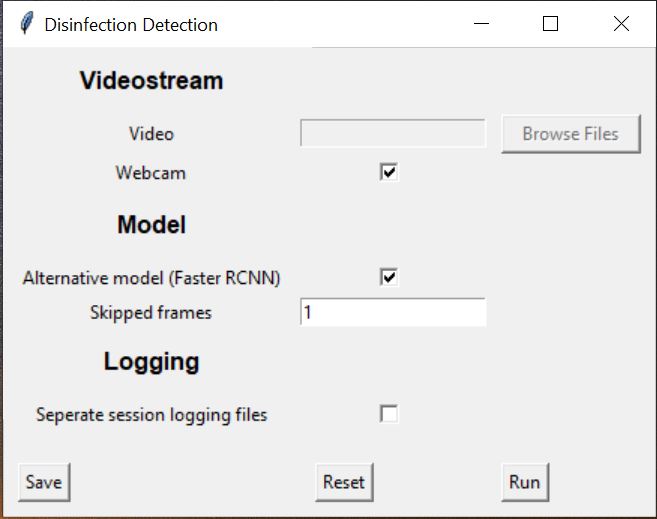 Disinfection Detection
Videostream
Video Browse Files
Webcam
Model
Alternative model (Faster RCNN)
Skipped frames 1
Logging
Seperate session logging files
Save Reset Run